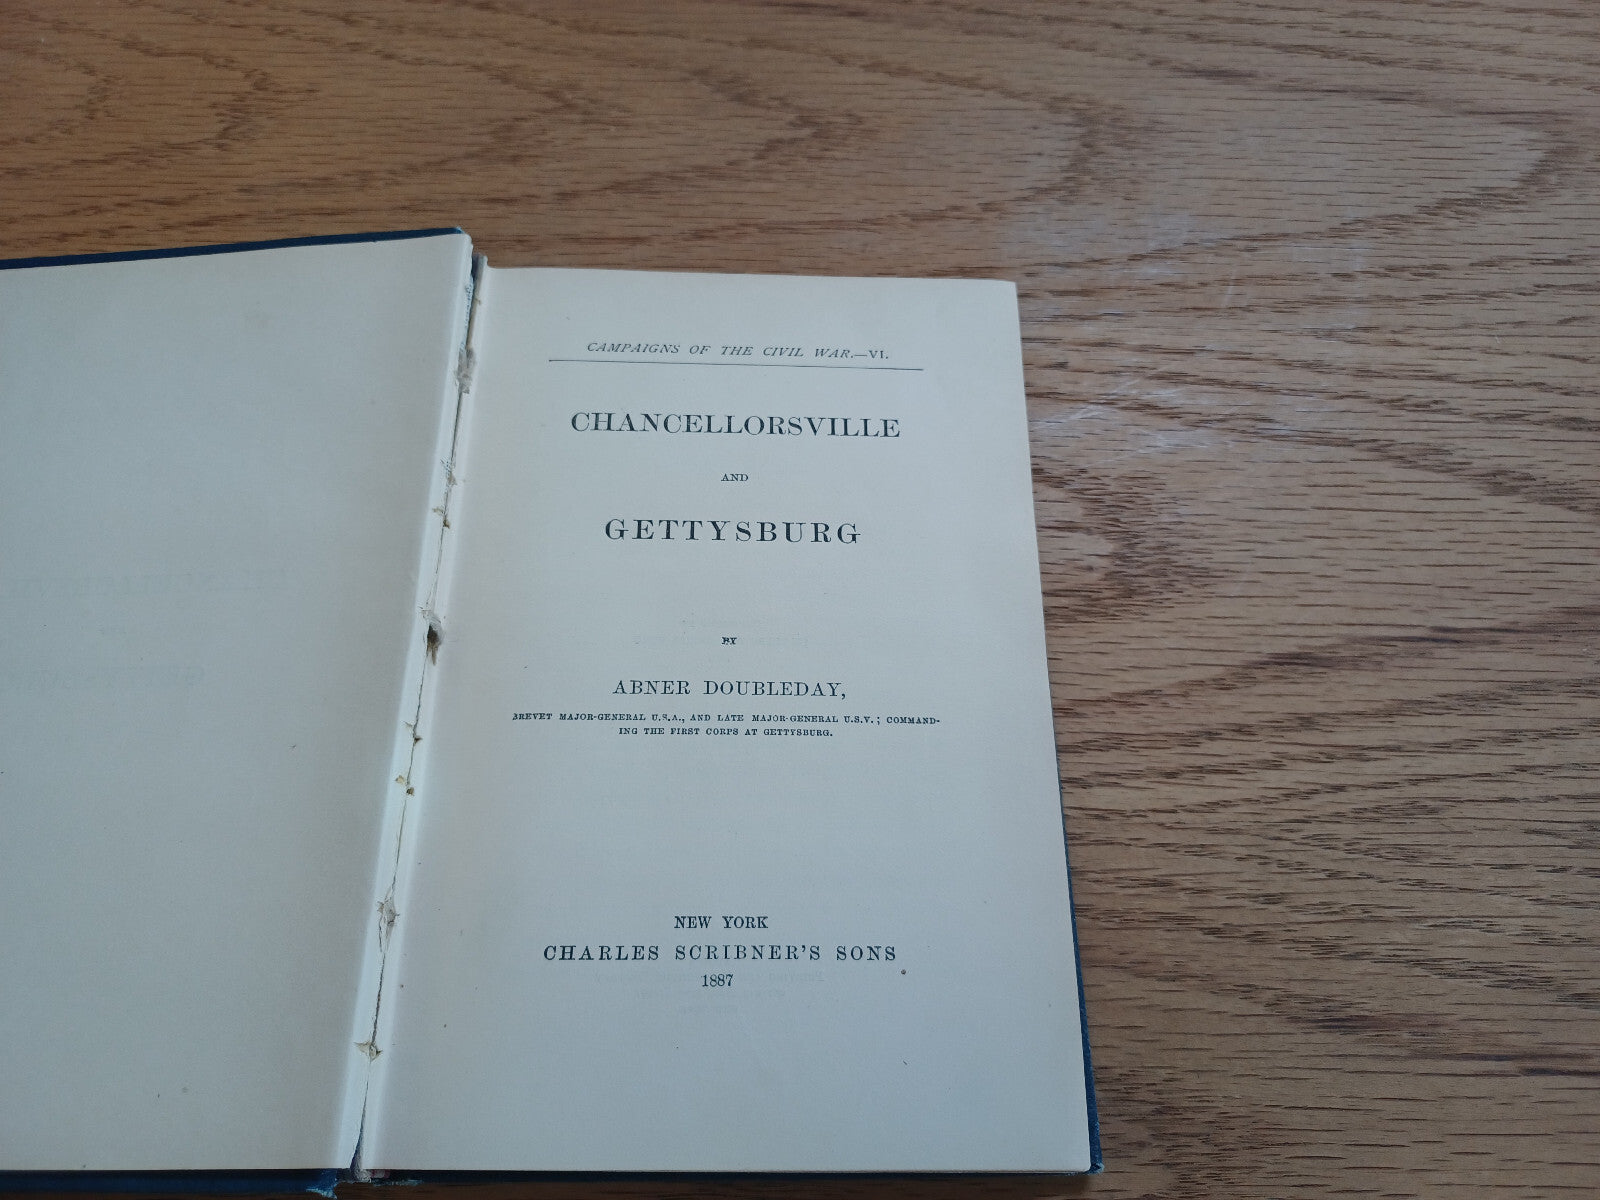 CAMPAIGNS OF THE CIVIL WAR.—VI.
CHANCELLORSVILLE
AND
GETTYSBURG
BY
ABNER DOUBLEDAY,
BREVET MAJOR-GENERAL U.S.A., AND LATE MAJOR-GENERAL U.S.V.; COMMAND-
ING THE FIRST CORPS AT GETTYSBURG.
NEW YORK
CHARLES SCRIBNER'S SONS
1887